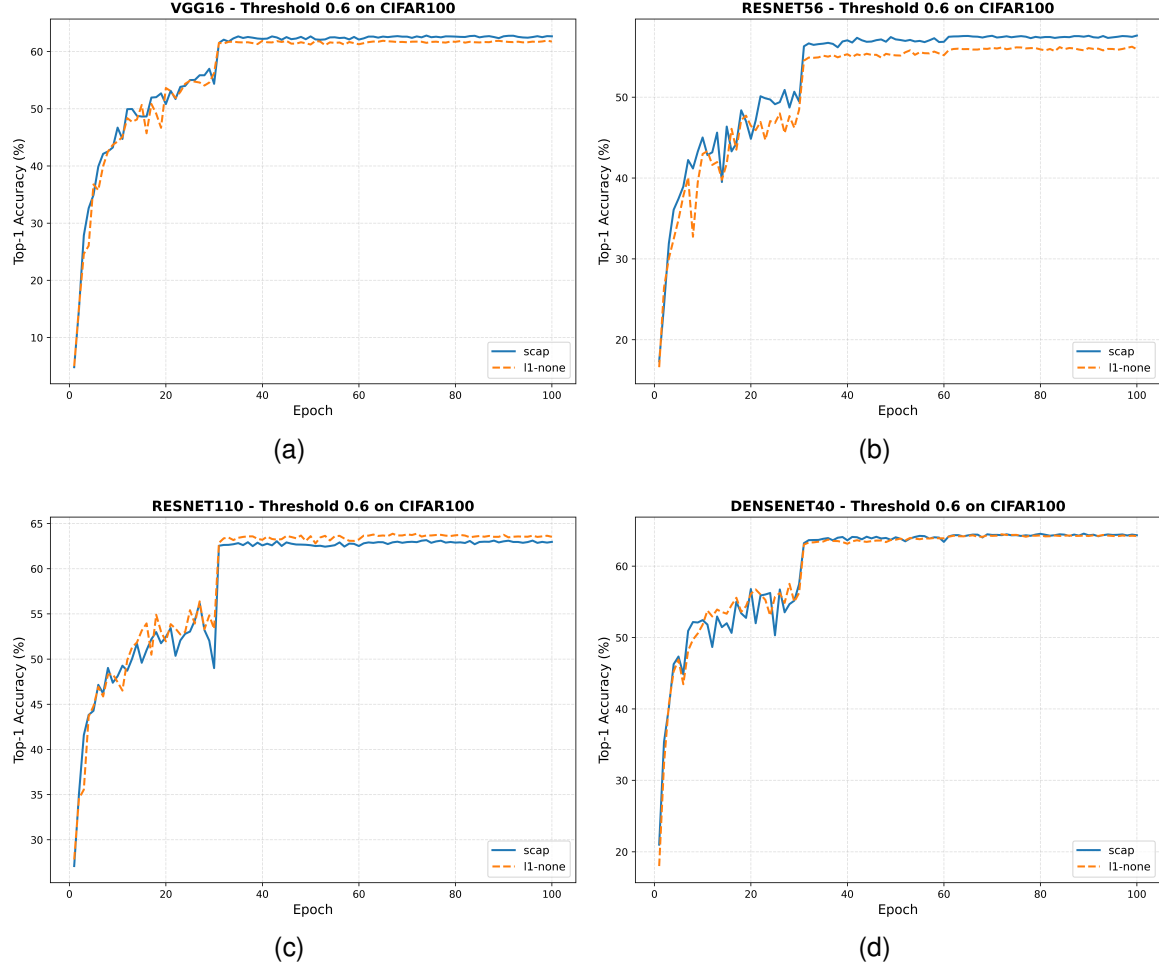 VGG16 - Threshold 0.6 on CIFAR100
Top-1 Accuracy (%)
60
50
40
30
20
10
0
20
40
60
80
100
Epoch
scap
l1-none
(a)
RESNET56 - Threshold 0.6 on CIFAR100
Top-1 Accuracy (%)
50
40
30
20
0
20
40
60
80
100
Epoch
scap
l1-none
(b)
RESNET110 - Threshold 0.6 on CIFAR100
Top-1 Accuracy (%)
65
60
55
50
45
40
35
30
0
20
40
60
80
100
Epoch
scap
l1-none
(c)
DENSENET40 - Threshold 0.6 on CIFAR100
Top-1 Accuracy (%)
60
50
40
30
20
0
20
40
60
80
100
Epoch
scap
l1-none
(d)